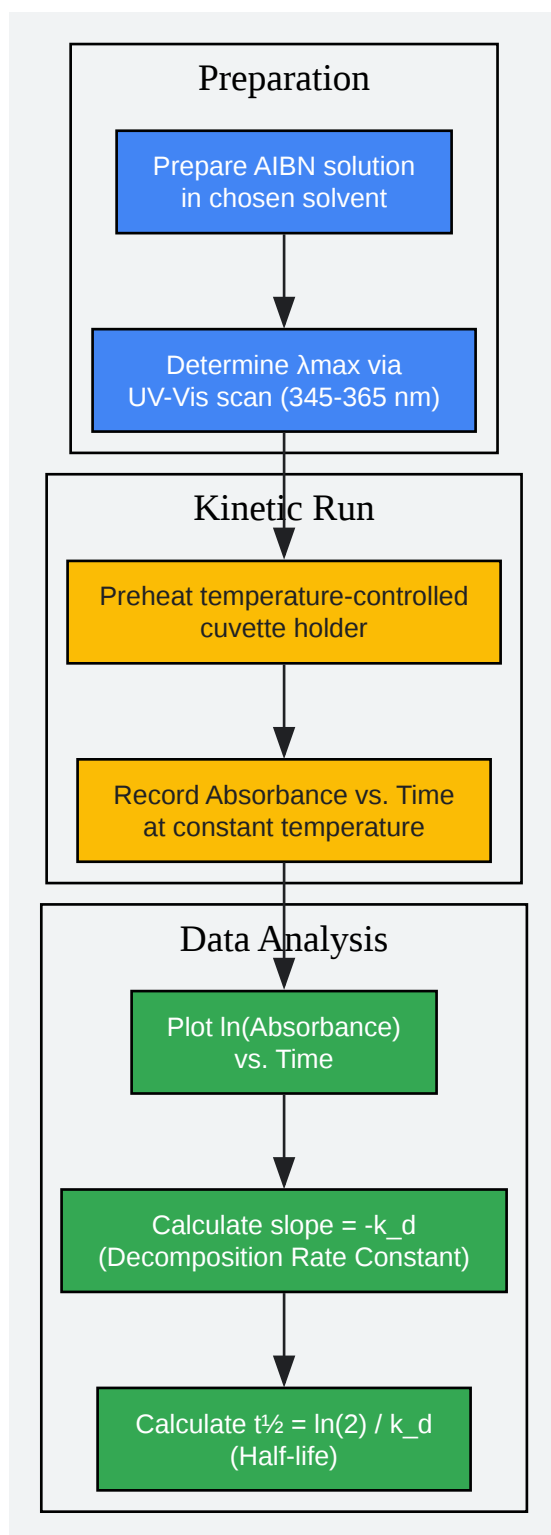 Preparation
Prepare AIBN solution
in chosen solvent
Determine λmax via
UV-Vis scan (345-365 nm)
Kinetic Run
Preheat temperature-controlled
cuvette holder
Record Absorbance vs. Time
at constant temperature
Data Analysis
Plot ln(Absorbance)
vs. Time
Calculate slope = -k_d
(Decomposition Rate Constant)
Calculate t½ = ln(2) / k_d
(Half-life)